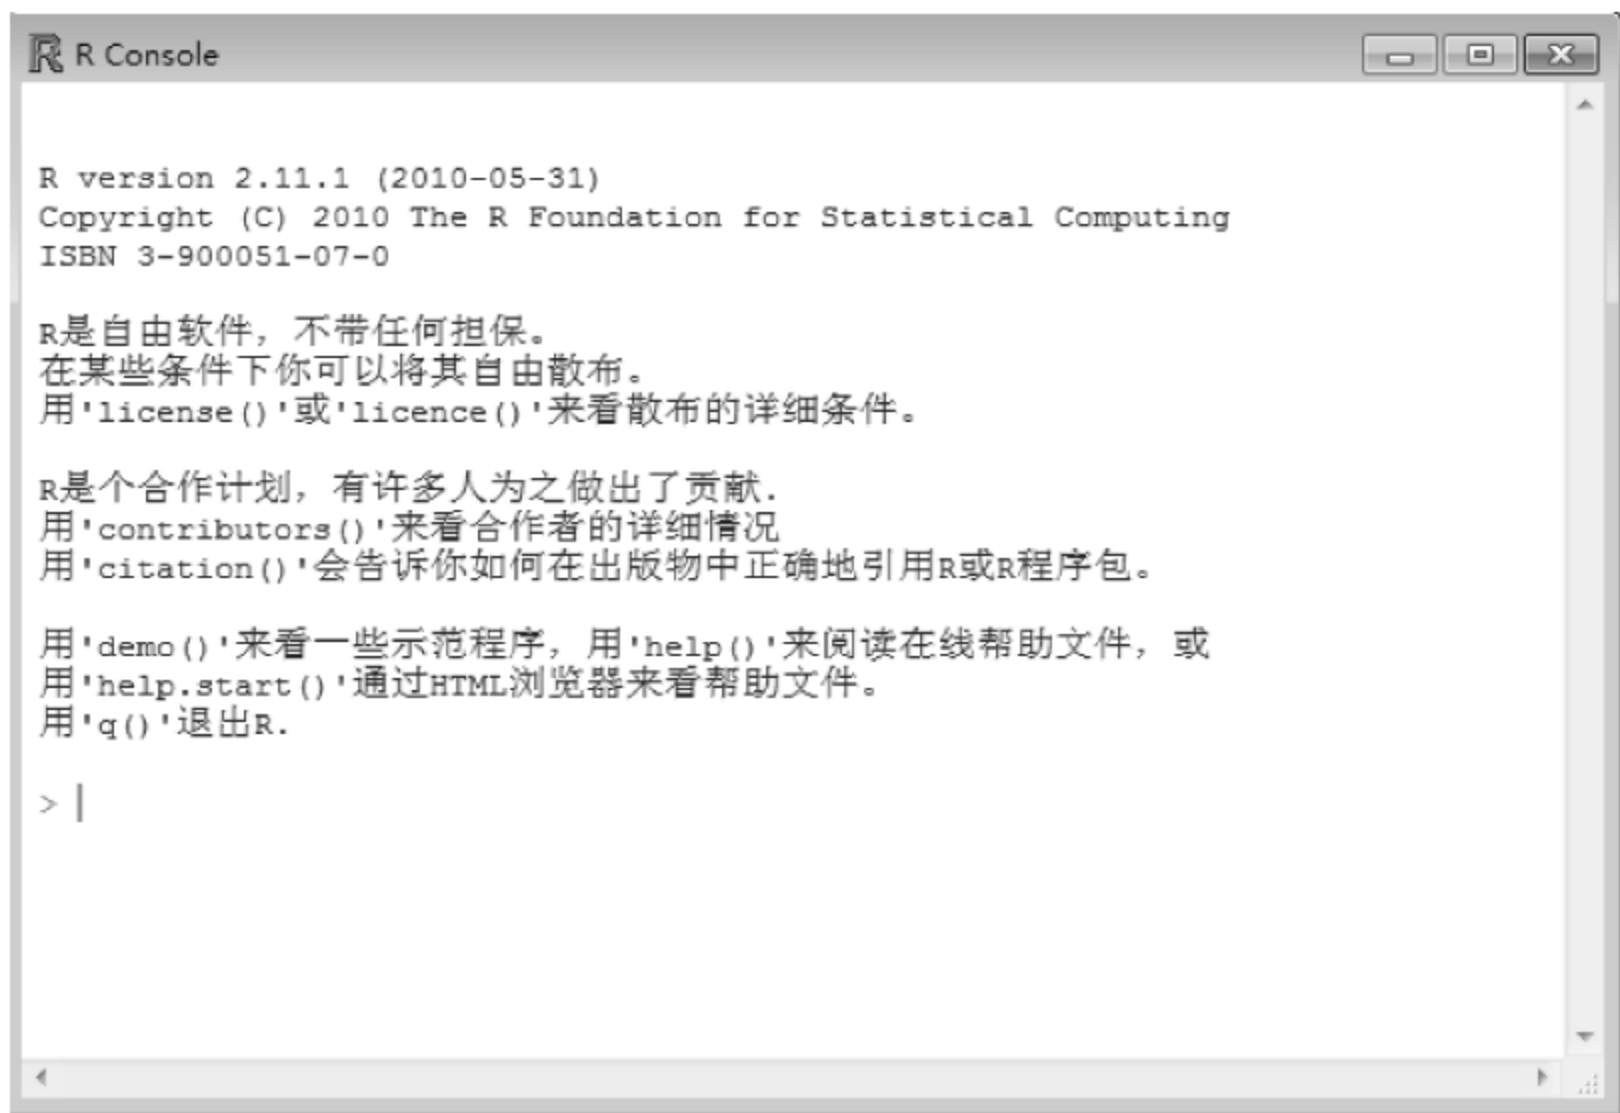 R Console
R version 2.11.1 (2010-05-31)
Copyright (C) 2010 The R Foundation for Statistical Computing
ISBN 3-900051-07-0
R是自由软件，不带任何担保。
在某些条件下你可以将其自由散布。
用'license()'或'licence()'来看散布的详细条件。
R是个合作计划，有许多人为之做出了贡献.
用'contributors()'来看合作者的详细情况
用'citation()'会告诉你如何在出版物中正确地引用R或R程序包。
用'demo()'来看一些示范程序，用'help()'来阅读在线帮助文件，或
用'help.start()'通过HTML浏览器来看帮助文件。
用'q()'退出R.
>